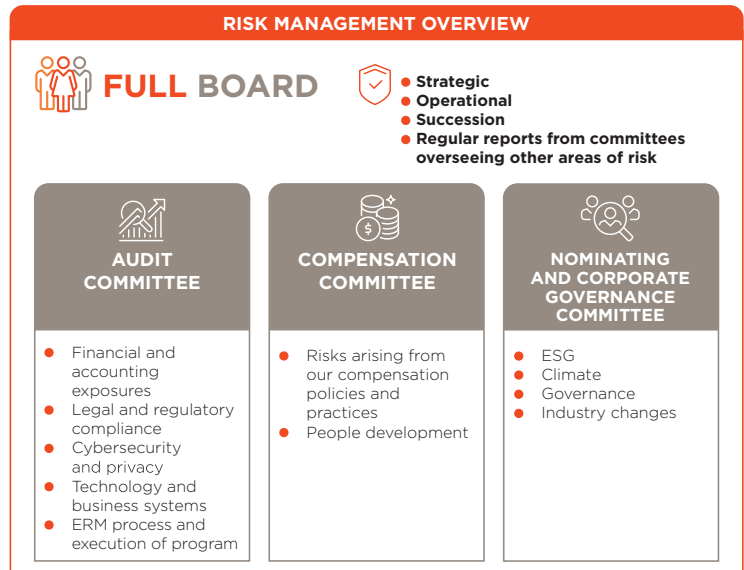 RISK MANAGEMENT OVERVIEW
FULL BOARD
Strategic
Operational
Succession
Regular reports from committees
overseeing other areas of risk
AUDIT
COMMITTEE
Financial and
accounting
exposures
Legal and regulatory
compliance
Cybersecurity
and privacy
Technology and
business systems
ERM process and
execution of program
$
COMPENSATION
COMMITTEE
Risks arising from
our compensation
policies and
practices
People development
NOMINATING
AND CORPORATE
GOVERNANCE
COMMITTEE
ESG
Climate
Governance
Industry changes